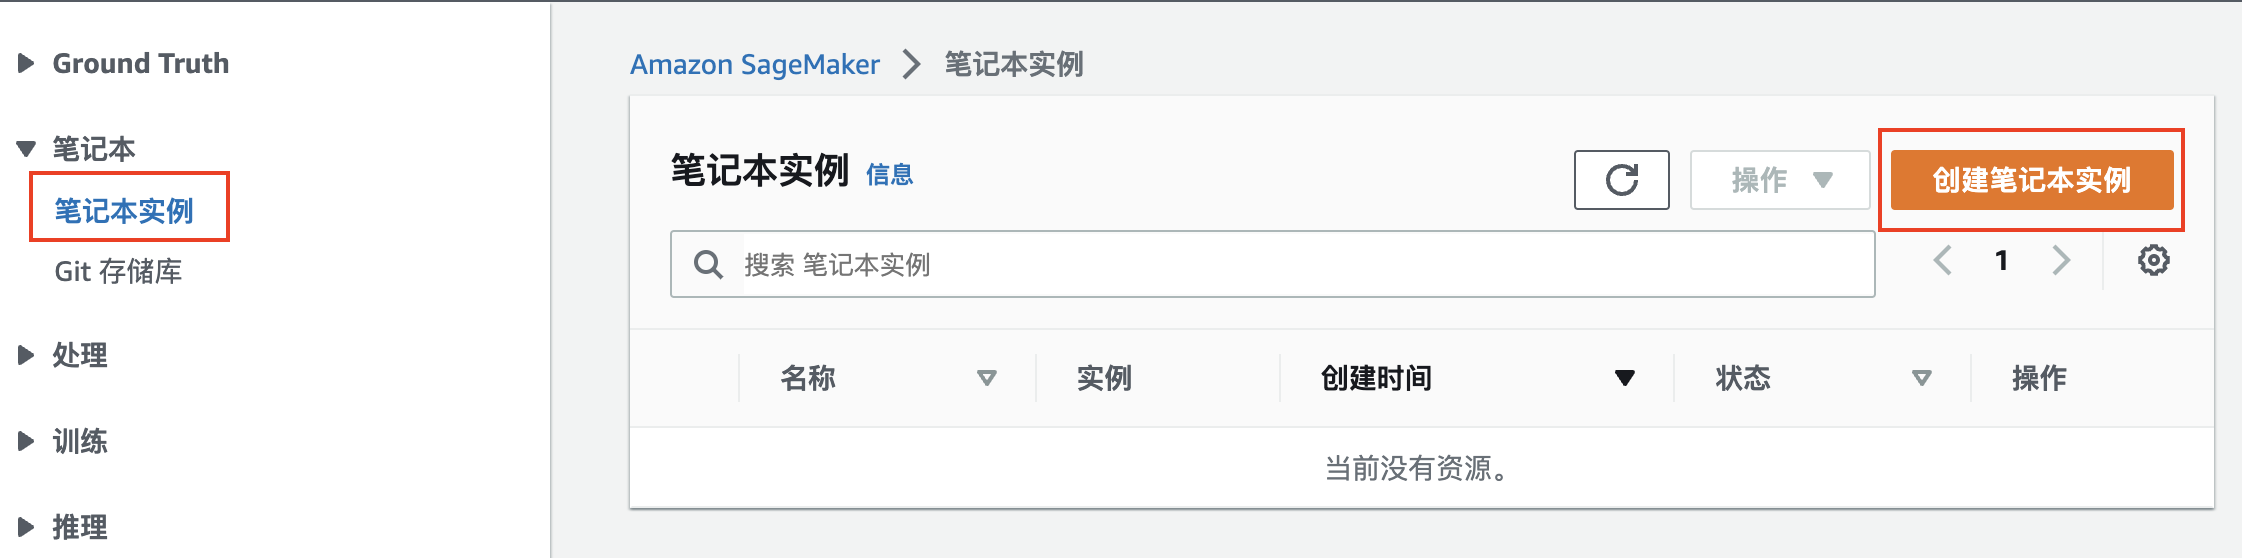 Ground Truth
笔记本
笔记本实例
Git 存储库
处理
训练
推理
Amazon SageMaker
笔记本实例
笔记本实例 信息
操作
创建笔记本实例
搜索 笔记本实例
1
名称 实例 创建时间 状态 操作
当前没有资源。